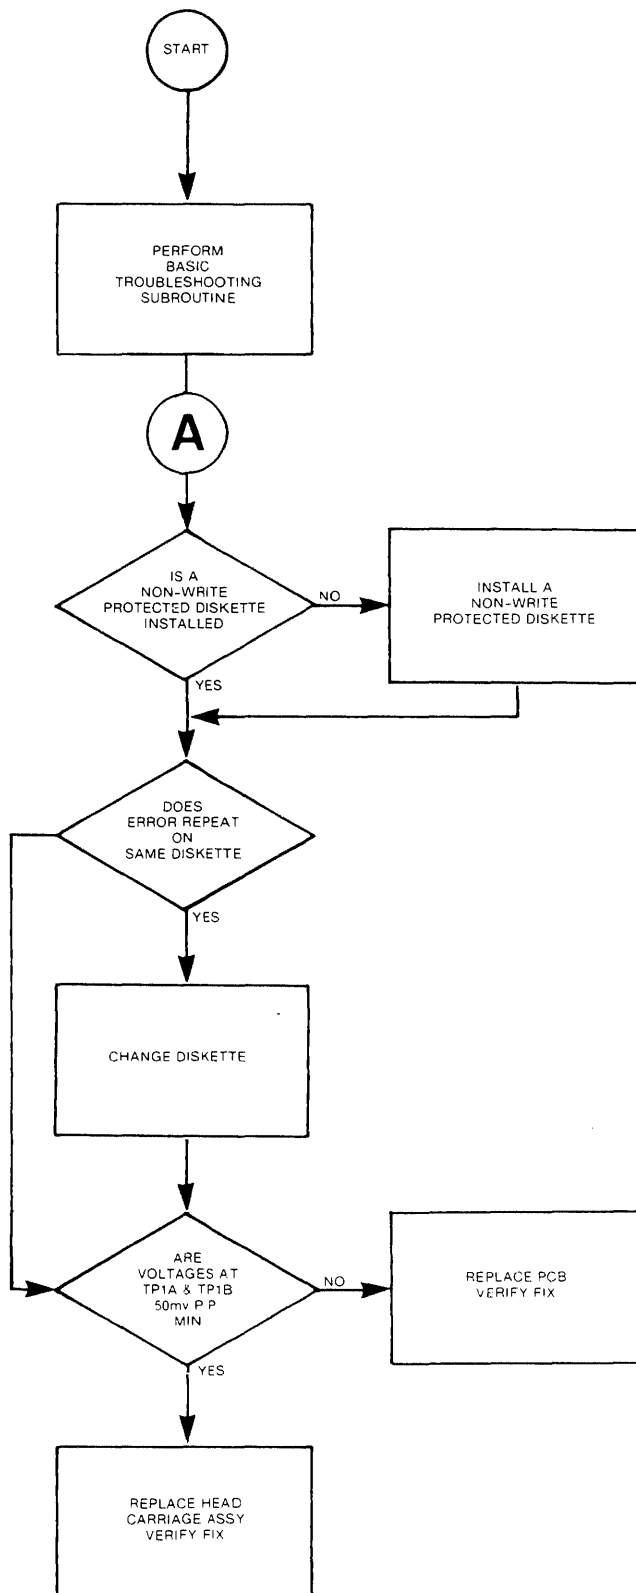 START
PERFORM
BASIC
TROUBLESHOOTING
SUBROUTINE
A
IS A
NON-WRITE
PROTECTED DISKETTE
INSTALLED
NO
INSTALL A
NON-WRITE
PROTECTED DISKETTE
YES
DOES
ERROR REPEAT
ON
SAME DISKETTE
YES
CHANGE DISKETTE
ARE
VOLTAGES AT
TP1A & TP1B
50mv P P
MIN
NO
REPLACE PCB
VERIFY FIX
YES
REPLACE HEAD
CARRIAGE ASSY
VERIFY FIX